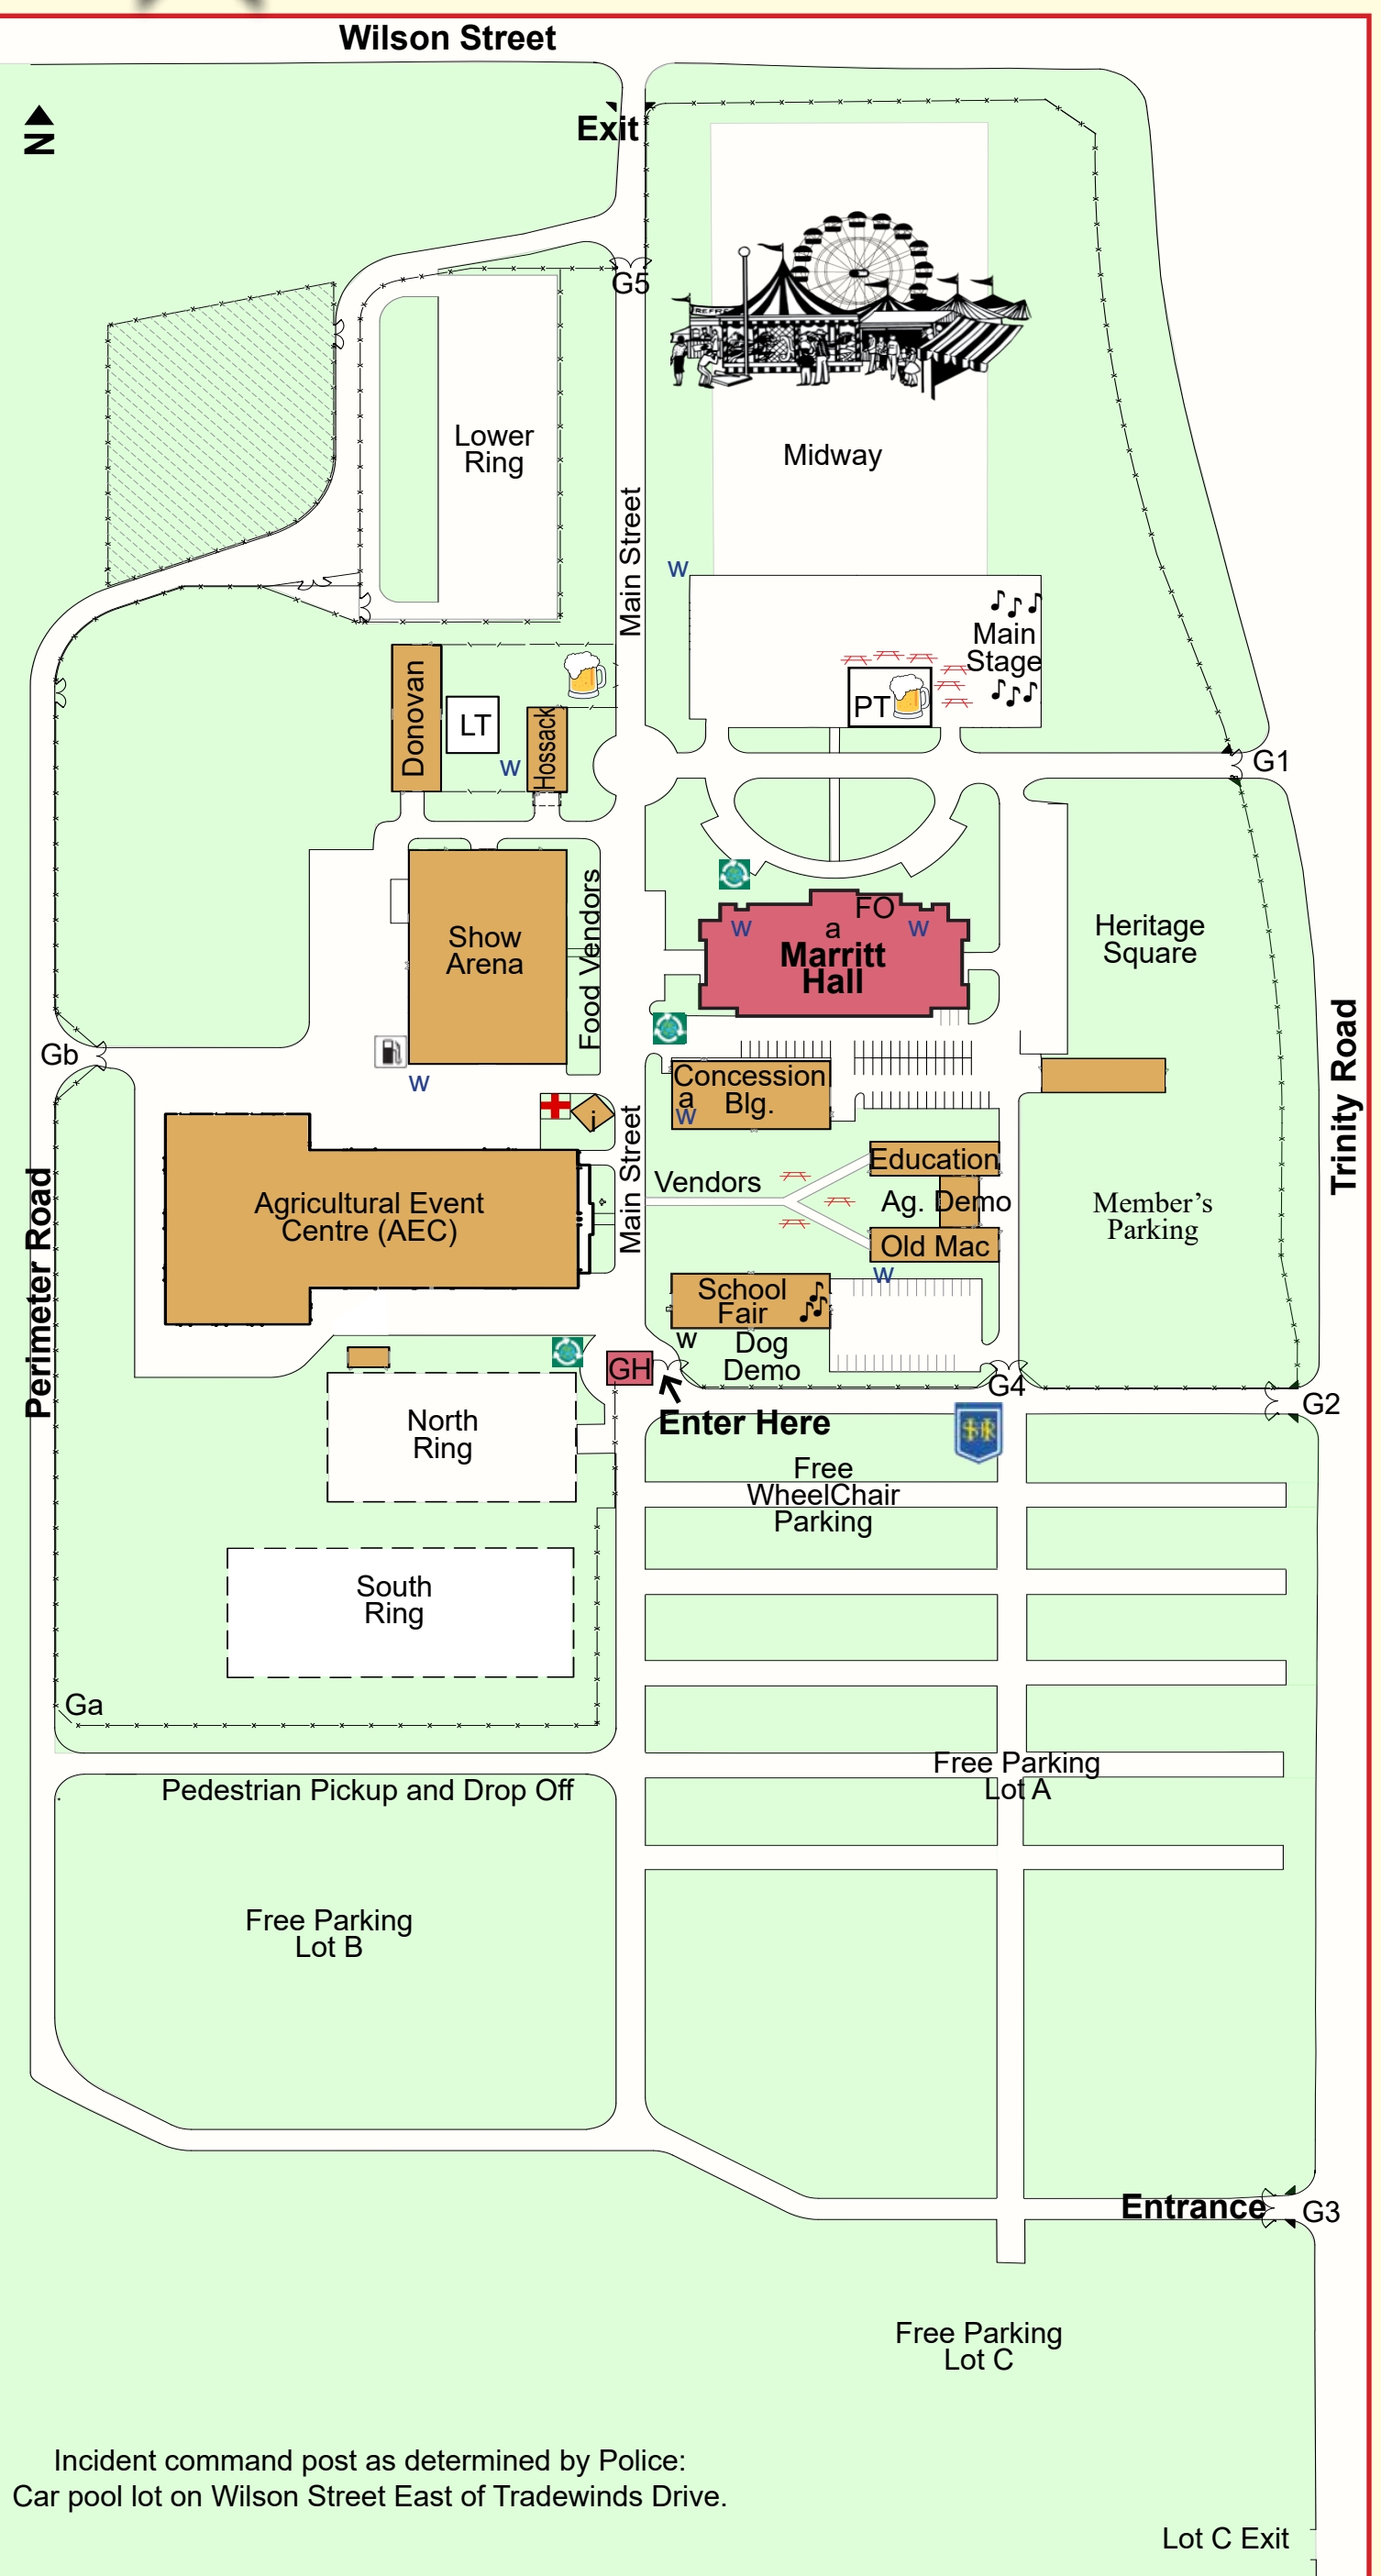 Wilson Street
N
Exit
G5
REFR
Lower
Ring
Midway
Main Street
w
Main
Stage
PT
Donovan
LT
Hossack
w
G1
Food Vendors
Show
Arena
FO
w
a
w
Marritt
Hall
Heritage
Square
Trinity Road
Gb
w
Concession
a
Blg.
w
i
Main Street
Education
Vendors
Ag. Demo
Member's
Parking
Agricultural Event
Centre (AEC)
Old Mac
w
Perimeter Road
School
Fair
w
Dog
Demo
GH
G4
G2
Enter Here
North
Ring
Free
WheelChair
Parking
South
Ring
Ga
Free Parking
Lot A
Pedestrian Pickup and Drop Off
Free Parking
Lot B
Entrance
G3
Free Parking
Lot C
Incident command post as determined by Police:
Car pool lot on Wilson Street East of Tradewinds Drive.
Lot C Exit